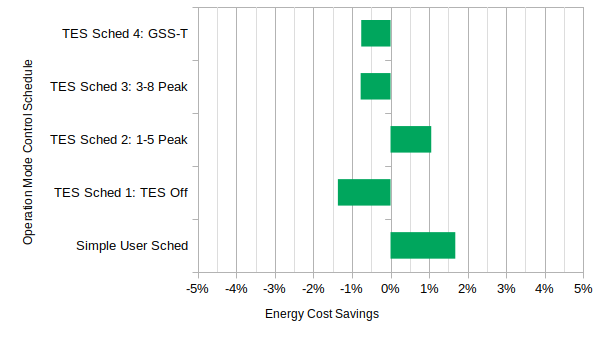 TES Sched 4: GSS-T
TES Sched 3: 3-8 Peak
TES Sched 2: 1-5 Peak
TES Sched 1: TES Off
Simple User Sched
Operation Mode Control Schedule
-5% -4% -3% -2% -1% 0% 1% 2% 3% 4% 5%
Energy Cost Savings